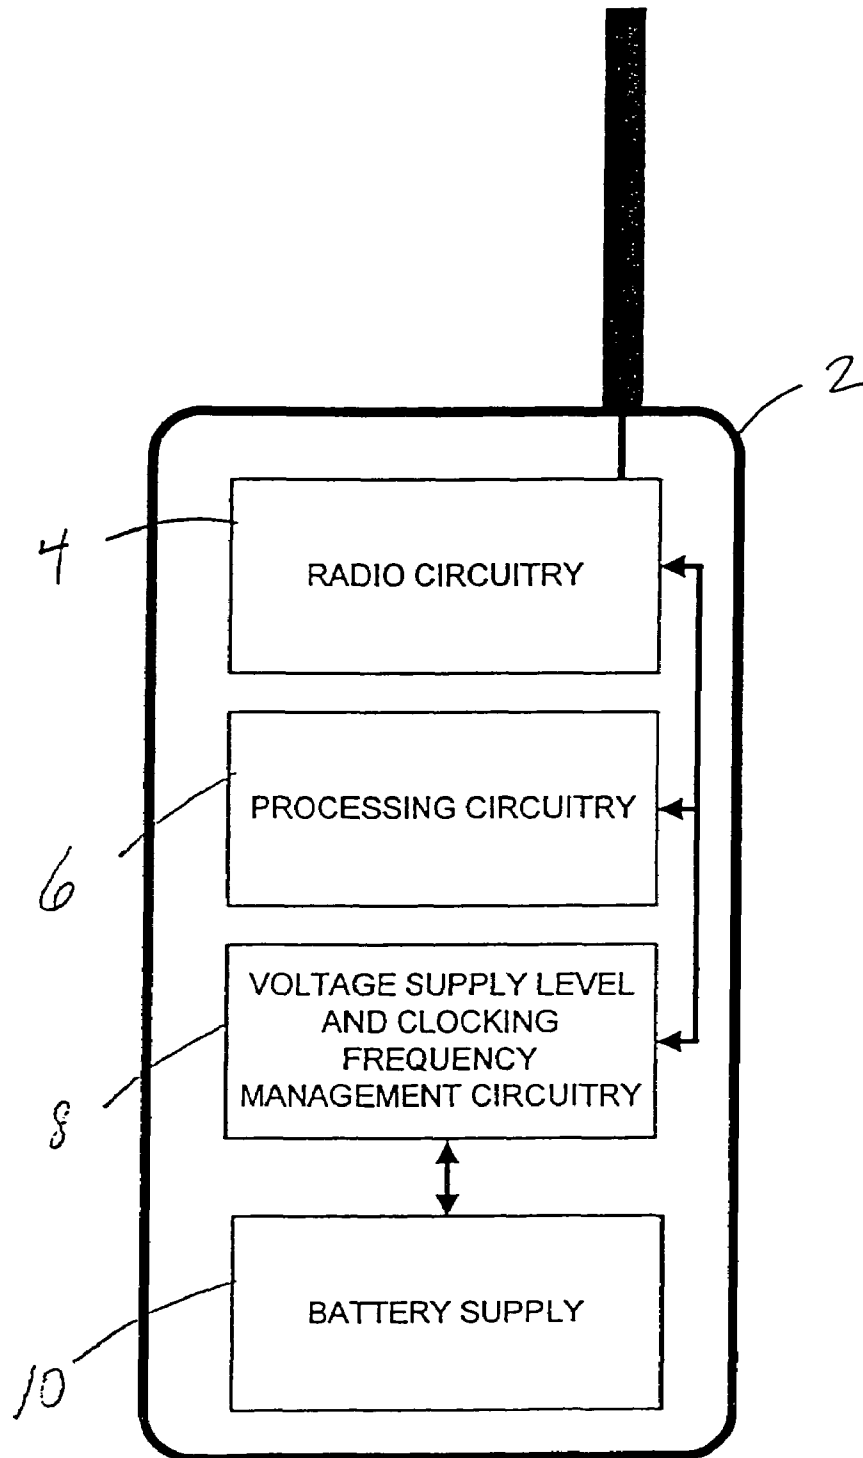 2
4
RADIO CIRCUITRY
6
PROCESSING CIRCUITRY
8
VOLTAGE SUPPLY LEVEL
AND CLOCKING
FREQUENCY
MANAGEMENT CIRCUITRY
10
BATTERY SUPPLY